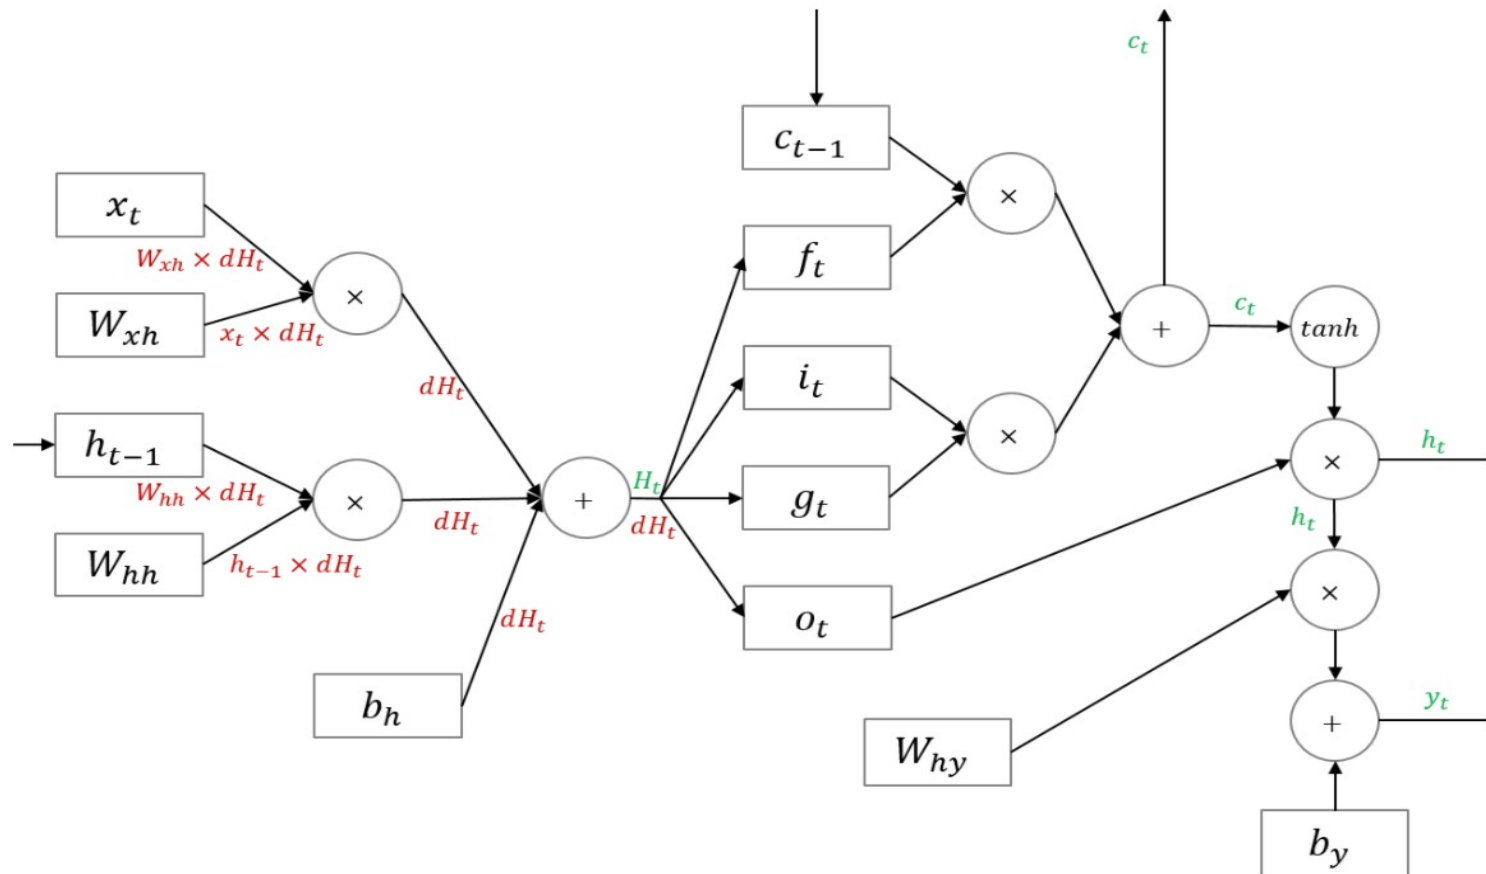 c_t
c_{t-1}
x_t
×
W_{xh} × dH_t
f_t
×
W_{xh}
x_t × dH_t
c_t
+
tanh
dH_t
i_t
h_{t-1}
×
×
h_t
W_{hh} × dH_t
H_t
×
dH_t
+
dH_t
g_t
h_t
W_{hh}
h_{t-1} × dH_t
dH_t
o_t
×
b_h
W_{hy}
+
y_t
b_y